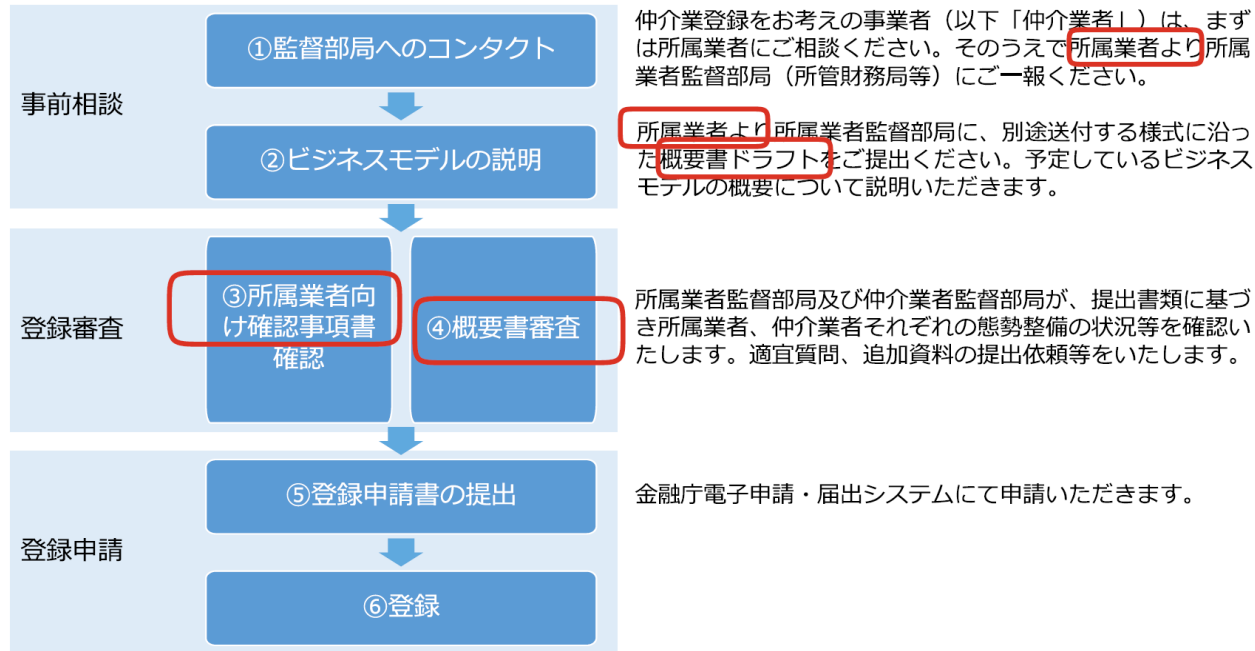 事前相談
①監督部局へのコンタクト
仲介業登録をお考えの事業者（以下「仲介業者」）は、まず
は所属業者にご相談ください。そのうえで所属業者より所属
業者監督部局（所管財務局等）にご一報ください。
②ビジネスモデルの説明
所属業者より所属業者監督部局に、別途送付する様式に沿っ
た概要書ドラフトをご提出ください。予定しているビジネス
モデルの概要について説明いただきます。
登録審査
③所属業者向
け確認事項書
確認
④概要書審査
所属業者監督部局及び仲介業者監督部局が、提出書類に基づ
き所属業者、仲介業者それぞれの態勢整備の状況等を確認い
たします。適宜質問、追加資料の提出依頼等をいたします。
登録申請
⑤登録申請書の提出
金融庁電子申請・届出システムにて申請いただきます。
⑥登録